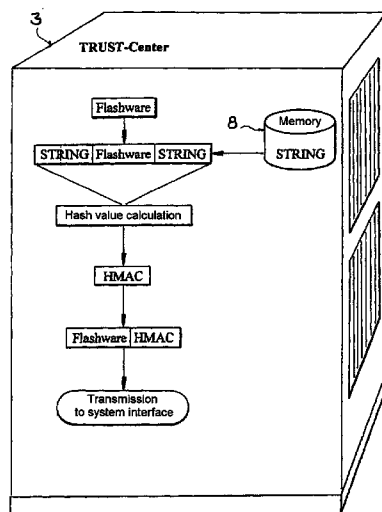 3
TRUST-Center
Flashware
8
Memory
STRING Flashware STRING
STRING
Hash value calculation
HMAC
Flashware HMAC
Transmission
to system interface